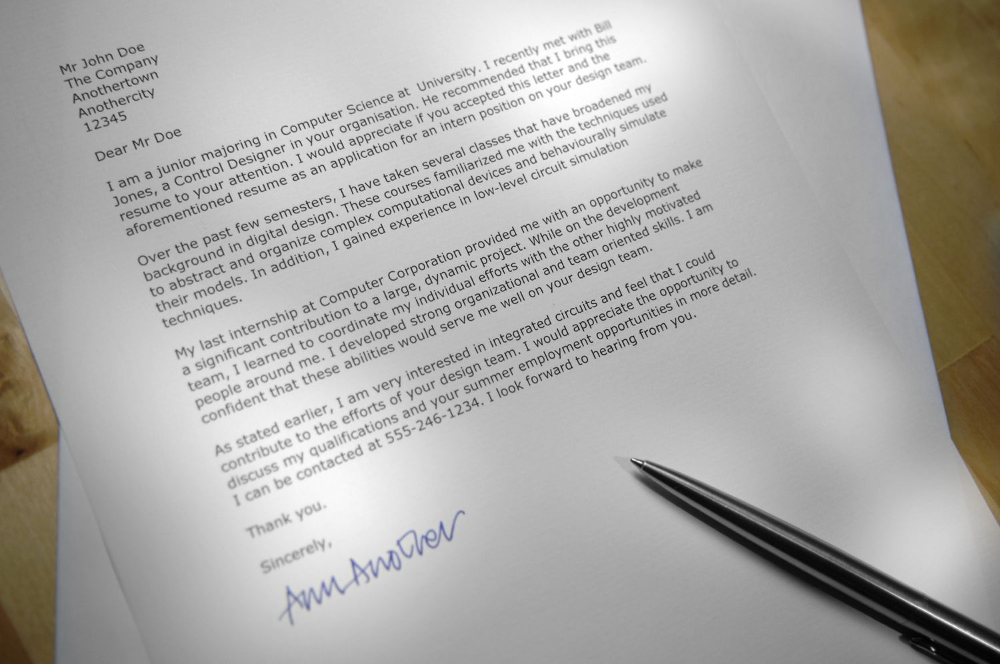 Mr John Doe
The Company
Anothertown
Anothercity
12345
Dear Mr Doe
I am a junior majoring in Computer Science at University. I recently met with Bill
Jones, a Control Designer in your organisation. He recommended that I bring this
resume to your attention. I would appreciate if you accepted this letter and the
aforementioned resume as an application for an intern position on your design team.
Over the past few semesters, I have taken several classes that have broadened my
background in digital design. These courses familiarized me with the techniques used
to abstract and organize complex computational devices and behaviourally simulate
their models. In addition, I gained experience in low-level circuit simulation
techniques.
My last internship at Computer Corporation provided me with an opportunity to make
a significant contribution to a large, dynamic project. While on the development
team, I learned to coordinate my individual efforts with the other highly motivated
people around me. I developed strong organizational and team oriented skills. I am
confident that these abilities would serve me well on your design team.
As stated earlier, I am very interested in integrated circuits and feel that I could
contribute to the efforts of your design team. I would appreciate the opportunity to
discuss my qualifications and your summer employment opportunities in more detail.
I can be contacted at 555-246-1234. I look forward to hearing from you.
Thank you.
Sincerely,
Ann Another